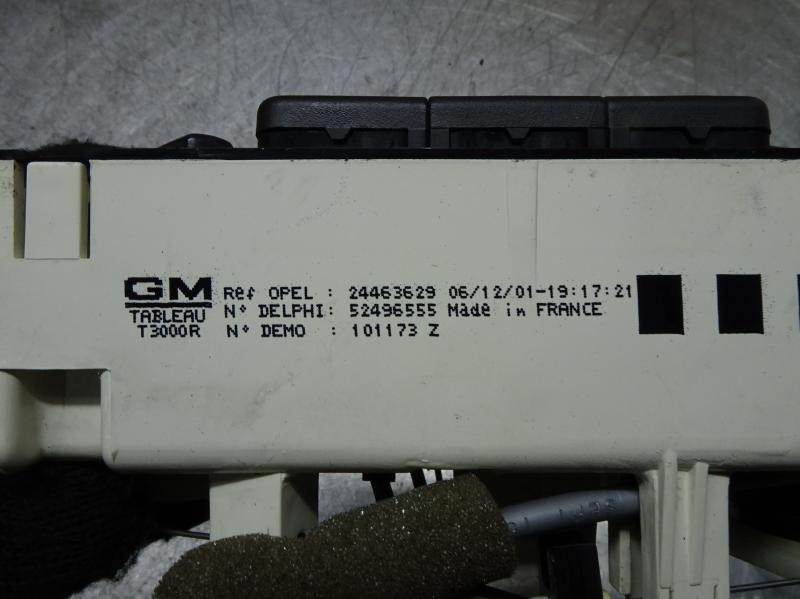 GM Ref OPEL : 24463629 06/12/01-19:17:21
TABLEAU N° DELPHI: 52496555 Made in FRANCE
T3000R N° DEMO : 101173 Z